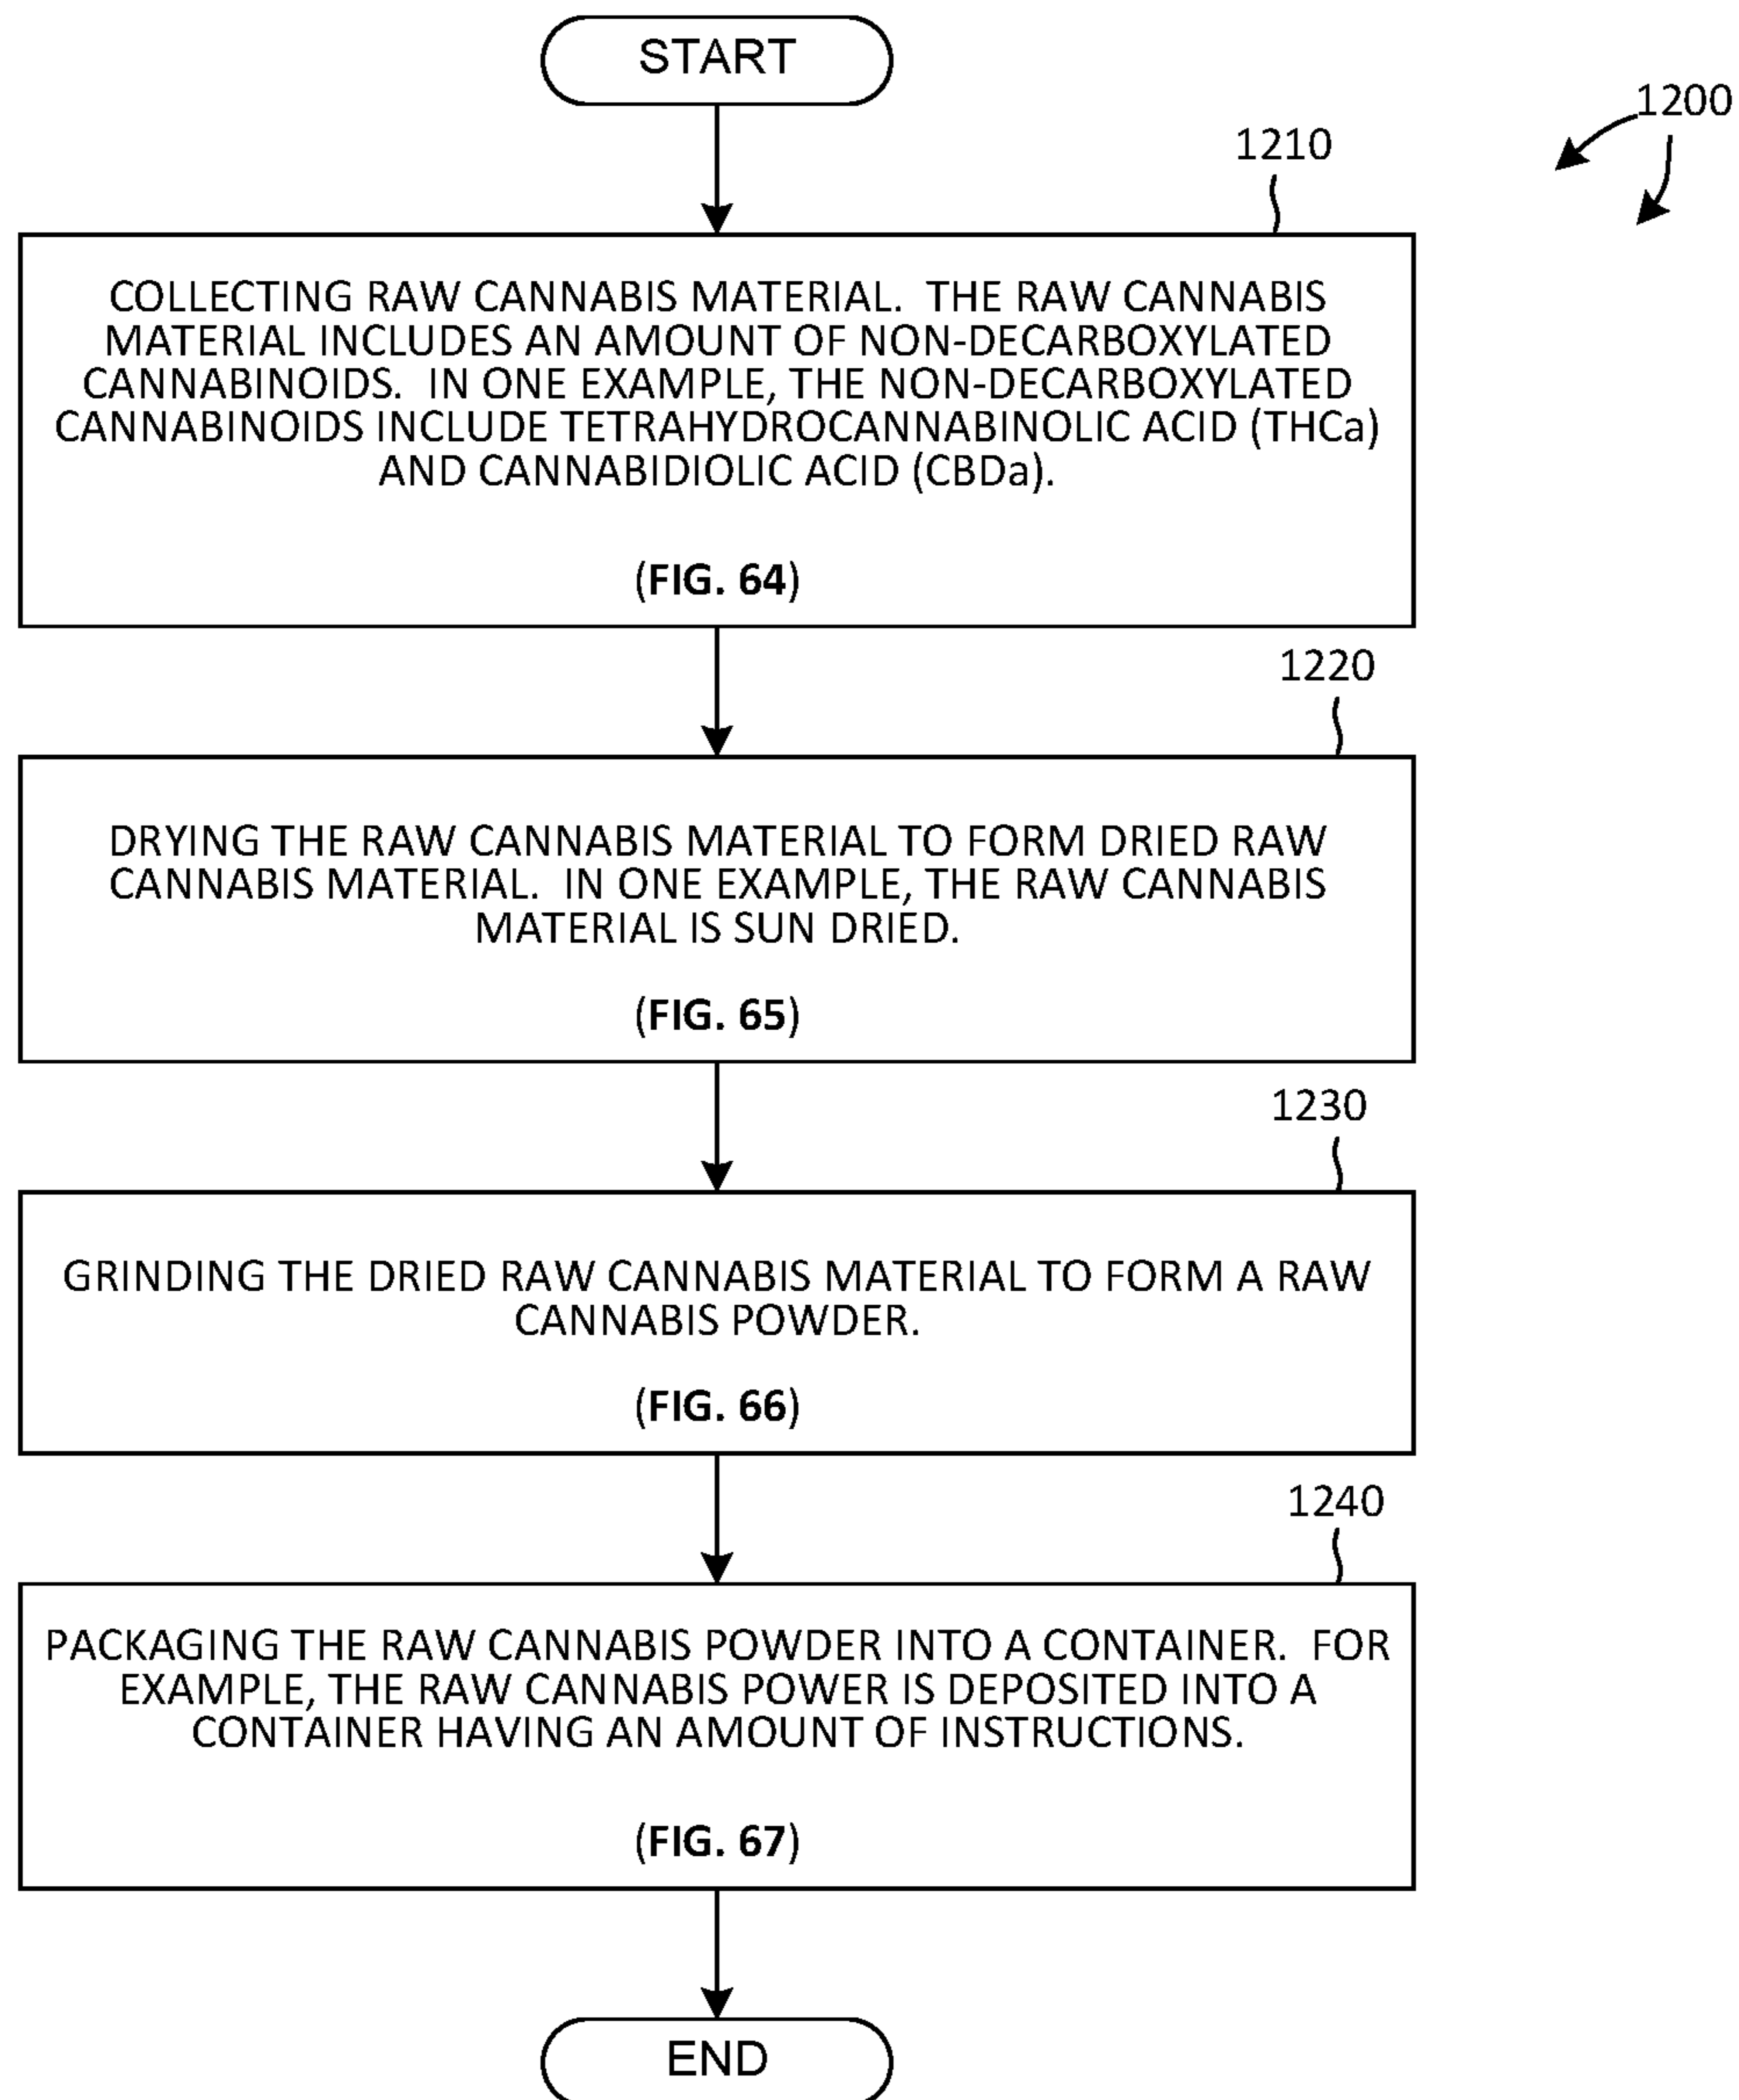 START
1200
1210
COLLECTING RAW CANNABIS MATERIAL. THE RAW CANNABIS
MATERIAL INCLUDES AN AMOUNT OF NON-DECARBOXYLATED
CANNABINOIDS. IN ONE EXAMPLE, THE NON-DECARBOXYLATED
CANNABINOIDS INCLUDE TETRAHYDROCANNABINOLIC ACID (THCa)
AND CANNABIDIOLIC ACID (CBDa).
(FIG. 64)
1220
DRYING THE RAW CANNABIS MATERIAL TO FORM DRIED RAW
CANNABIS MATERIAL. IN ONE EXAMPLE, THE RAW CANNABIS
MATERIAL IS SUN DRIED.
(FIG. 65)
1230
GRINDING THE DRIED RAW CANNABIS MATERIAL TO FORM A RAW
CANNABIS POWDER.
(FIG. 66)
1240
PACKAGING THE RAW CANNABIS POWDER INTO A CONTAINER. FOR
EXAMPLE, THE RAW CANNABIS POWER IS DEPOSITED INTO A
CONTAINER HAVING AN AMOUNT OF INSTRUCTIONS.
(FIG. 67)
END